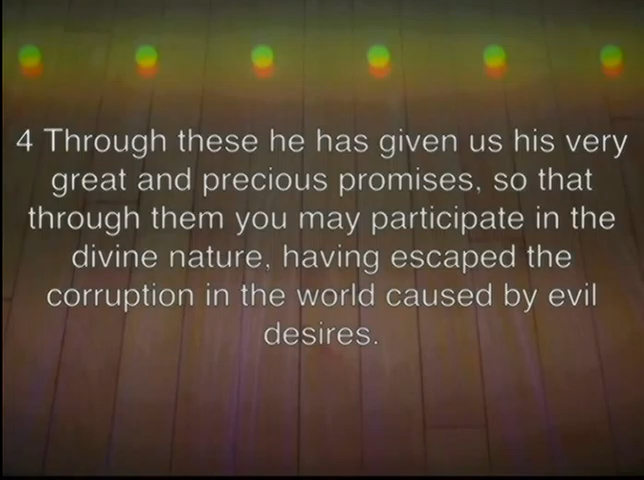 4 Through these he has given us his very
great and precious promises, so that
through them you may participate in the
divine nature, having escaped the
corruption in the world caused by evil
desires.